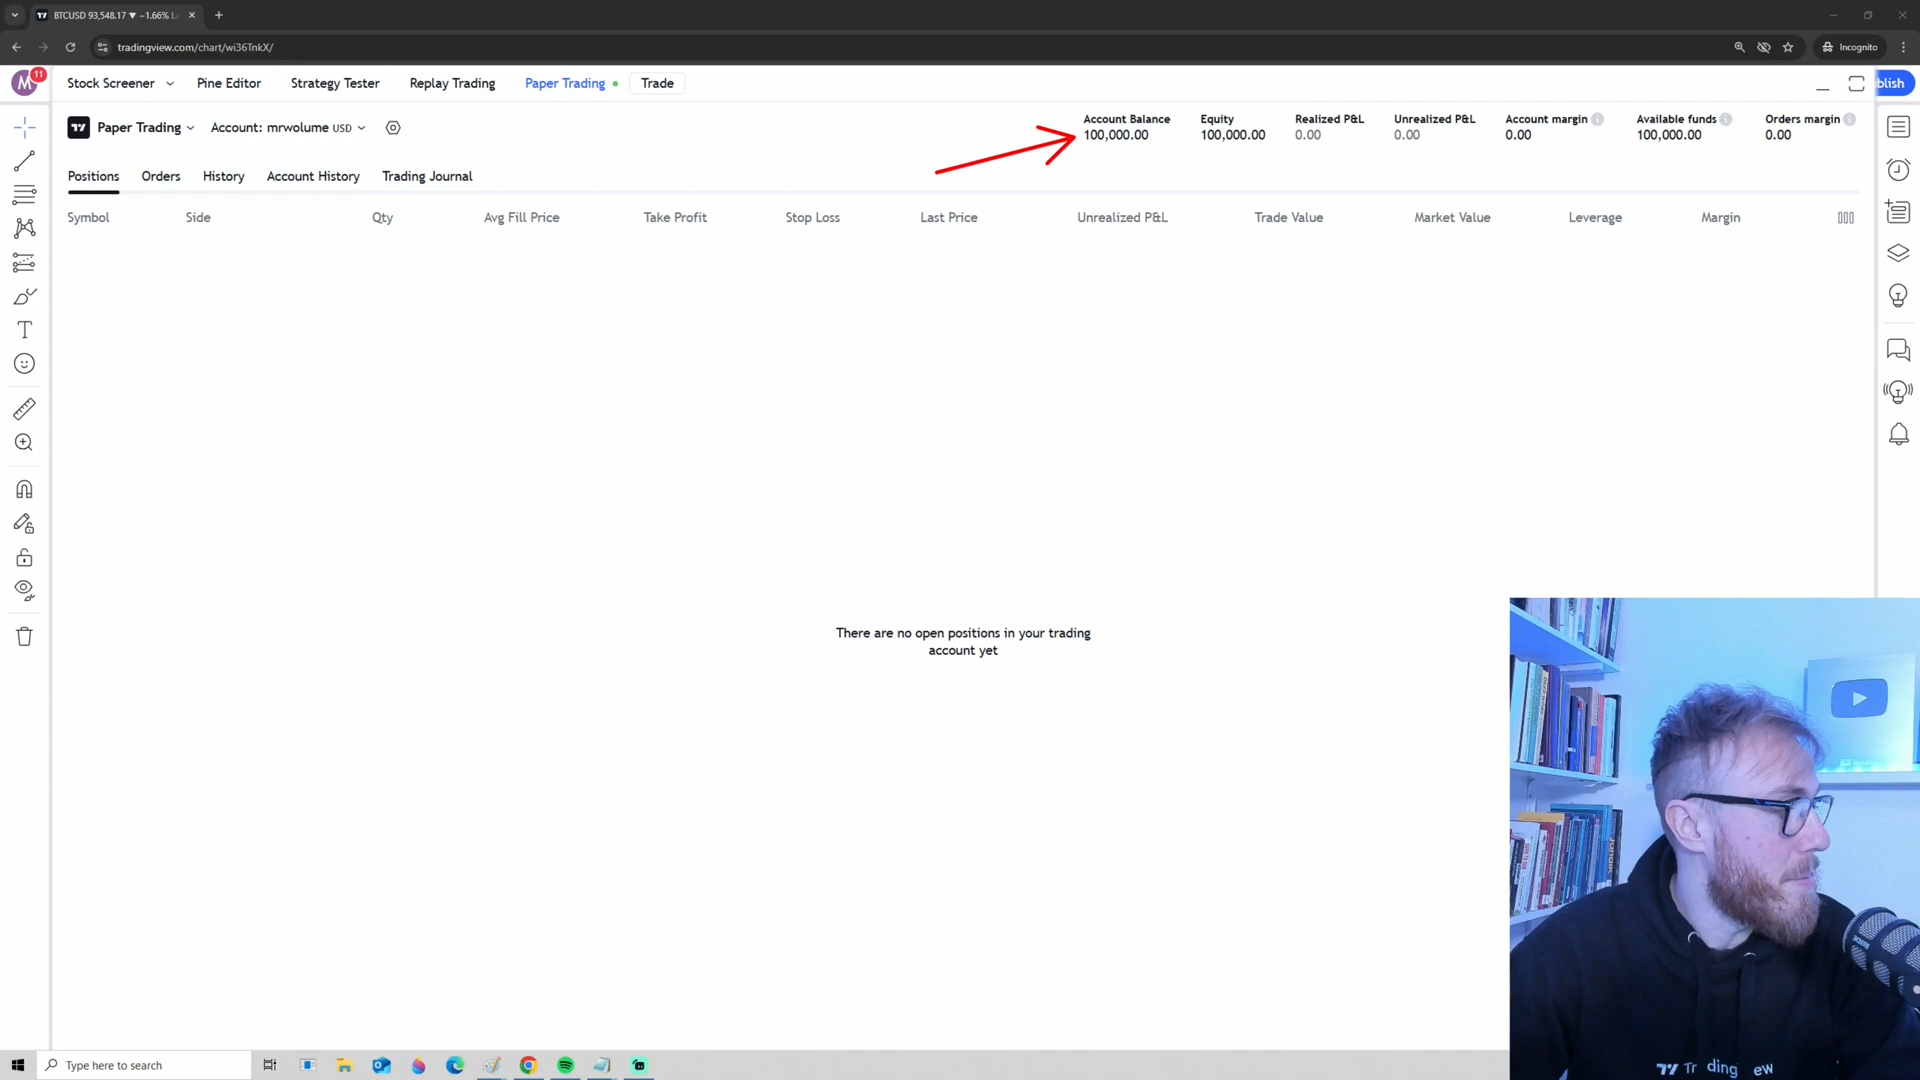 BTCUSD 93,548.17 ▼ −1.66%
tradingview.com/chart/wi36TnkX/
Incognito
M
11
Stock Screener
Pine Editor
Strategy Tester
Replay Trading
Paper Trading
Trade
blish
Paper Trading
Account: mrwolume USD
Account Balance
100,000.00
Equity
100,000.00
Realized P&L
0.00
Unrealized P&L
0.00
Account margin
0.00
Available funds
100,000.00
Orders margin
0.00
Positions
Orders
History
Account History
Trading Journal
Symbol
Side
Qty
Avg Fill Price
Take Profit
Stop Loss
Last Price
Unrealized P&L
Trade Value
Market Value
Leverage
Margin
There are no open positions in your trading
account yet
RØDE
Tr ding ew
Type here to search